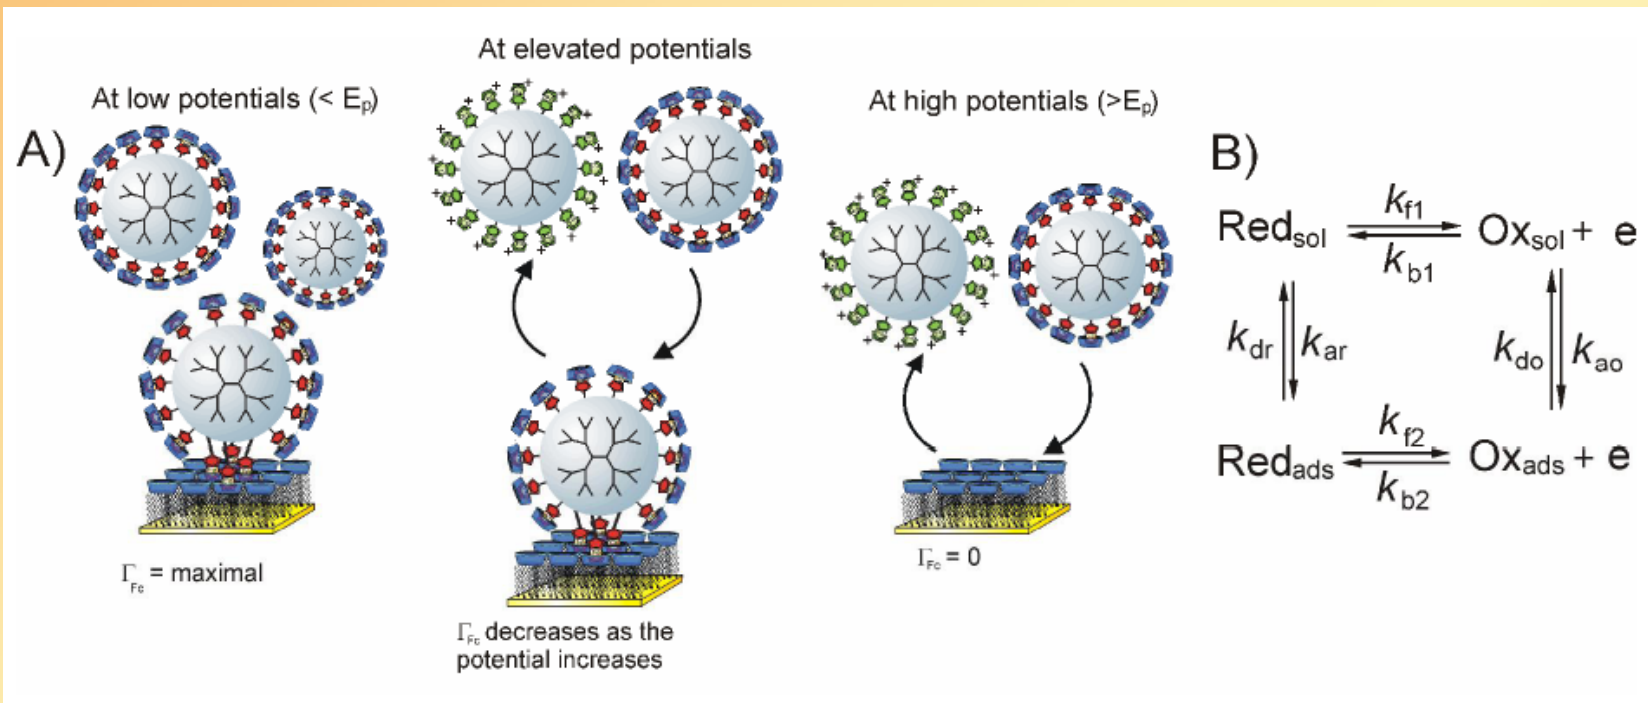 A)
At low potentials (< Ep)
At elevated potentials
At high potentials (>Ep)
ΓFc = maximal
ΓFc decreases as the
potential increases
ΓFc = 0
B)
Redsol
kf1
kb1
Oxsol + e
kdr
kar
kdo
kao
Redads
kf2
kb2
Oxads + e